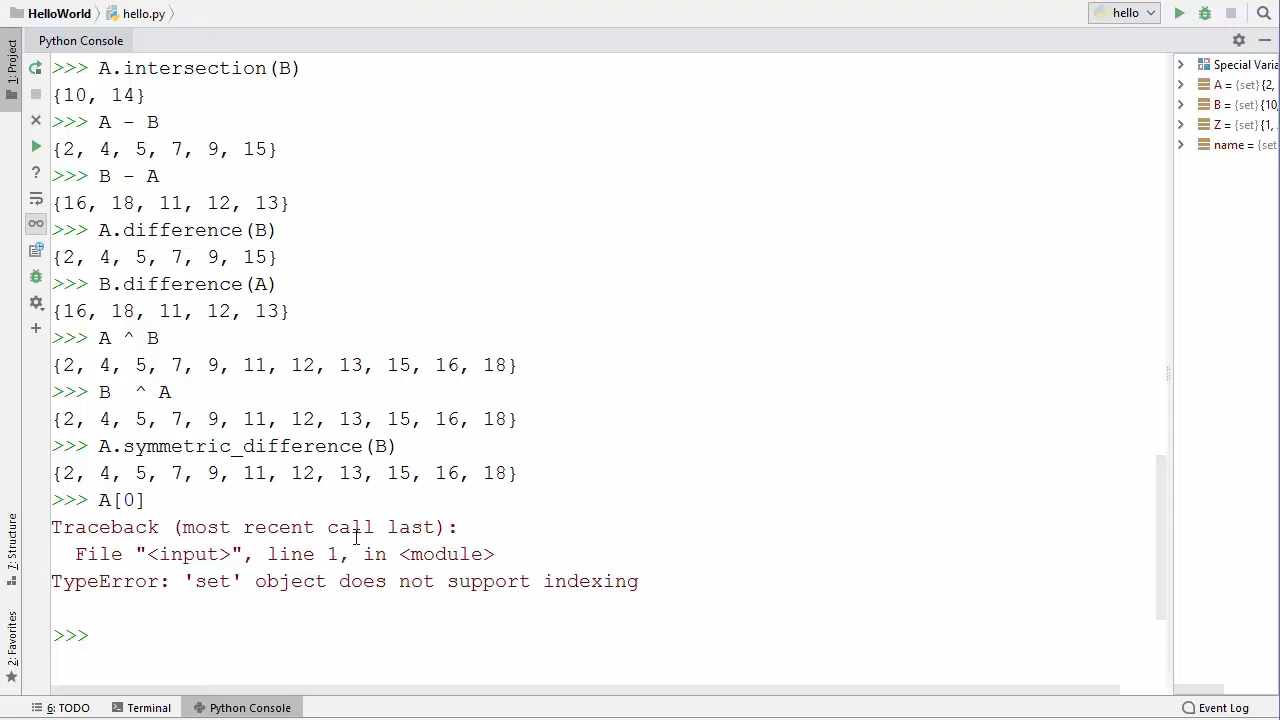 HelloWorld hello.py hello
Python Console
1: Project
>>> A.intersection(B)
{10, 14}
>>> A - B
{2, 4, 5, 7, 9, 15}
>>> B - A
{16, 18, 11, 12, 13}
>>> A.difference(B)
{2, 4, 5, 7, 9, 15}
>>> B.difference(A)
{16, 18, 11, 12, 13}
>>> A ^ B
{2, 4, 5, 7, 9, 11, 12, 13, 15, 16, 18}
>>> B  ^ A
{2, 4, 5, 7, 9, 11, 12, 13, 15, 16, 18}
>>> A.symmetric_difference(B)
{2, 4, 5, 7, 9, 11, 12, 13, 15, 16, 18}
>>> A[0]
Traceback (most recent call last):
  File "<input>", line 1, in <module>
TypeError: 'set' object does not support indexing
>>>
Special Varia
A = {set} {2,
B = {set} {10
Z = {set} {1,
name = {set
7: Structure
2: Favorites
6: TODO Terminal Python Console Event Log